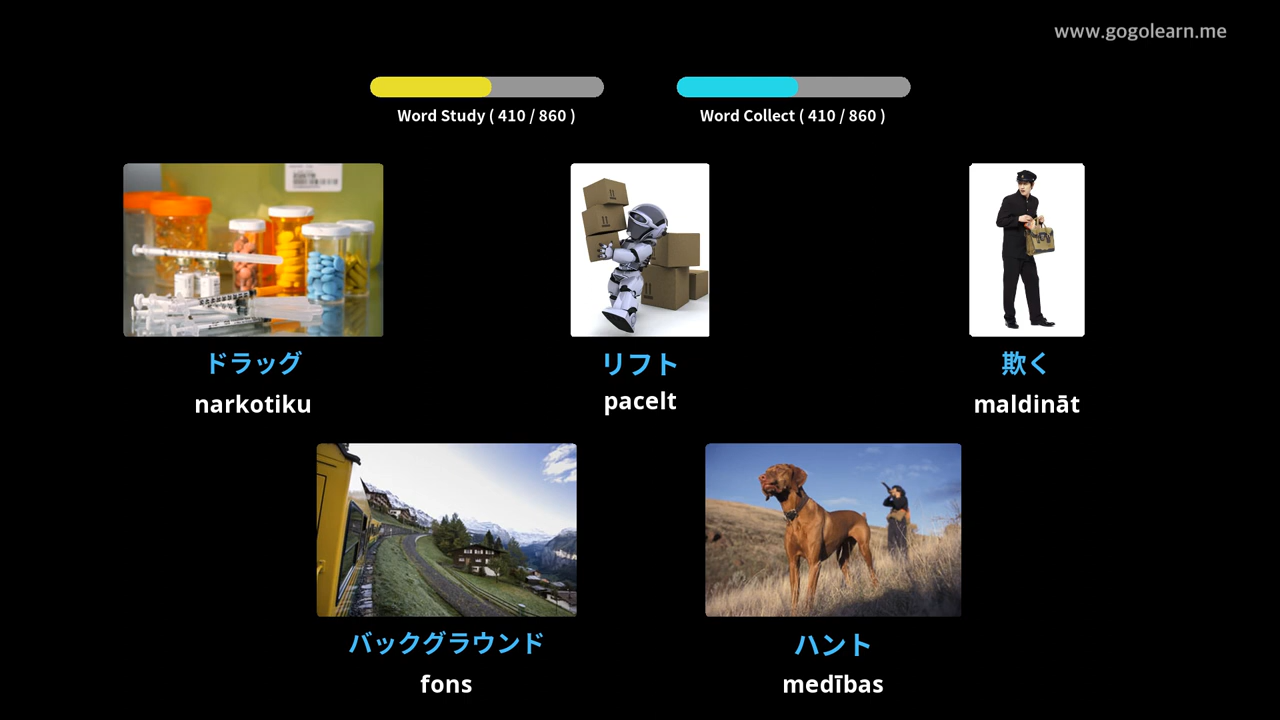 www.gogolearn.me
Word Study ( 410 / 860 )
Word Collect ( 410 / 860 )
ドラッグ
narkotiku
リフト
pacelt
欺く
maldināt
バックグラウンド
fons
ハント
medības